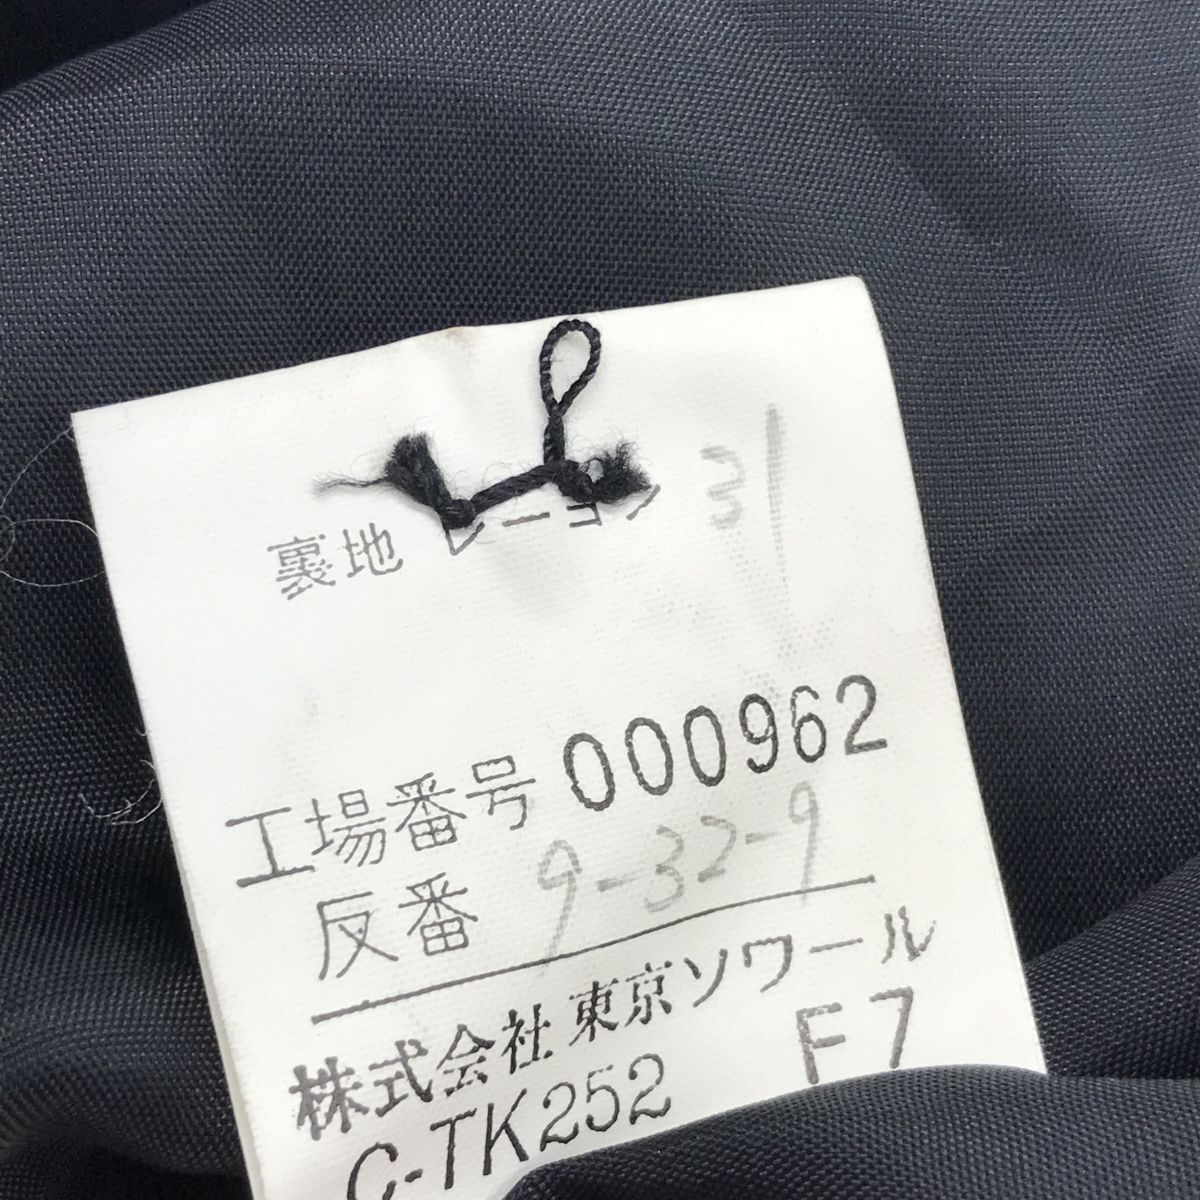 裏地 レーヨン 31
工場番号 000962
反番 9-32-9
株式会社東京ソワール
C-TK252 F7